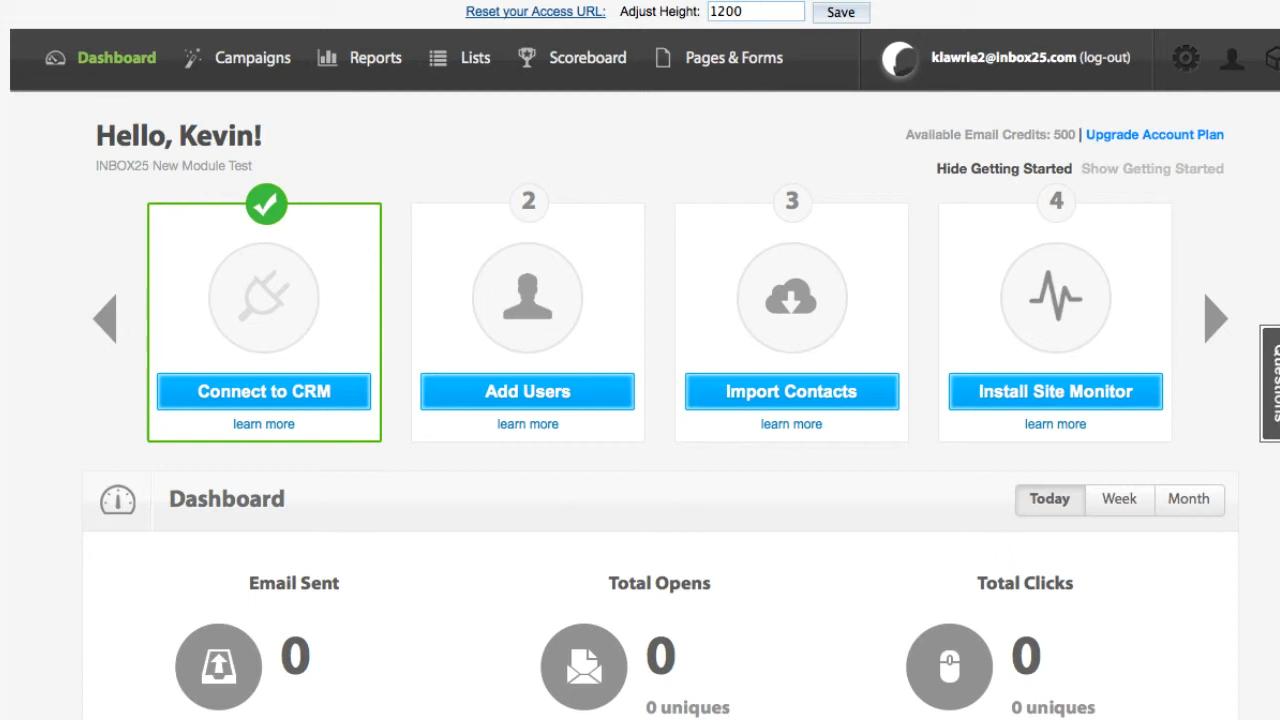 Reset your Access URL: Adjust Height: 1200 Save
Dashboard Campaigns Reports Lists Scoreboard Pages & Forms klawrie2@inbox25.com (log-out)
Hello, Kevin!
Available Email Credits: 500 | Upgrade Account Plan
INBOX25 New Module Test
Hide Getting Started Show Getting Started
2 3 4
Connect to CRM Add Users Import Contacts Install Site Monitor
learn more learn more learn more learn more
Questions
Dashboard Today Week Month
Email Sent Total Opens Total Clicks
0 0 0
0 uniques 0 uniques